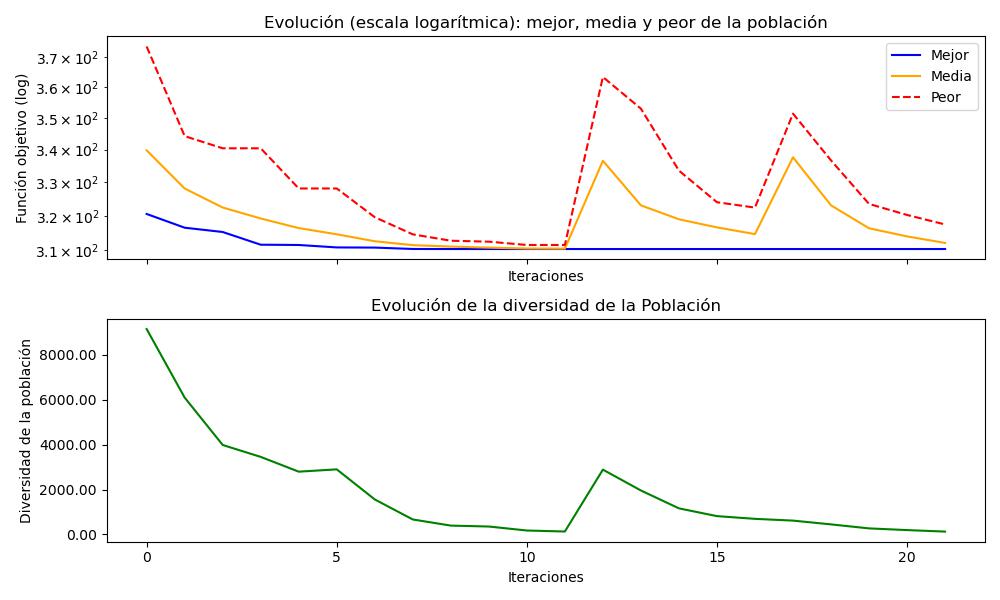 Evolución (escala logarítmica): mejor, media y peor de la población
Función objetivo (log)
3.7 × 10²
3.6 × 10²
3.5 × 10²
3.4 × 10²
3.3 × 10²
3.2 × 10²
3.1 × 10²
Mejor
Media
Peor
Iteraciones
Evolución de la diversidad de la Población
Diversidad de la población
8000.00
6000.00
4000.00
2000.00
0.00
0 5 10 15 20
Iteraciones